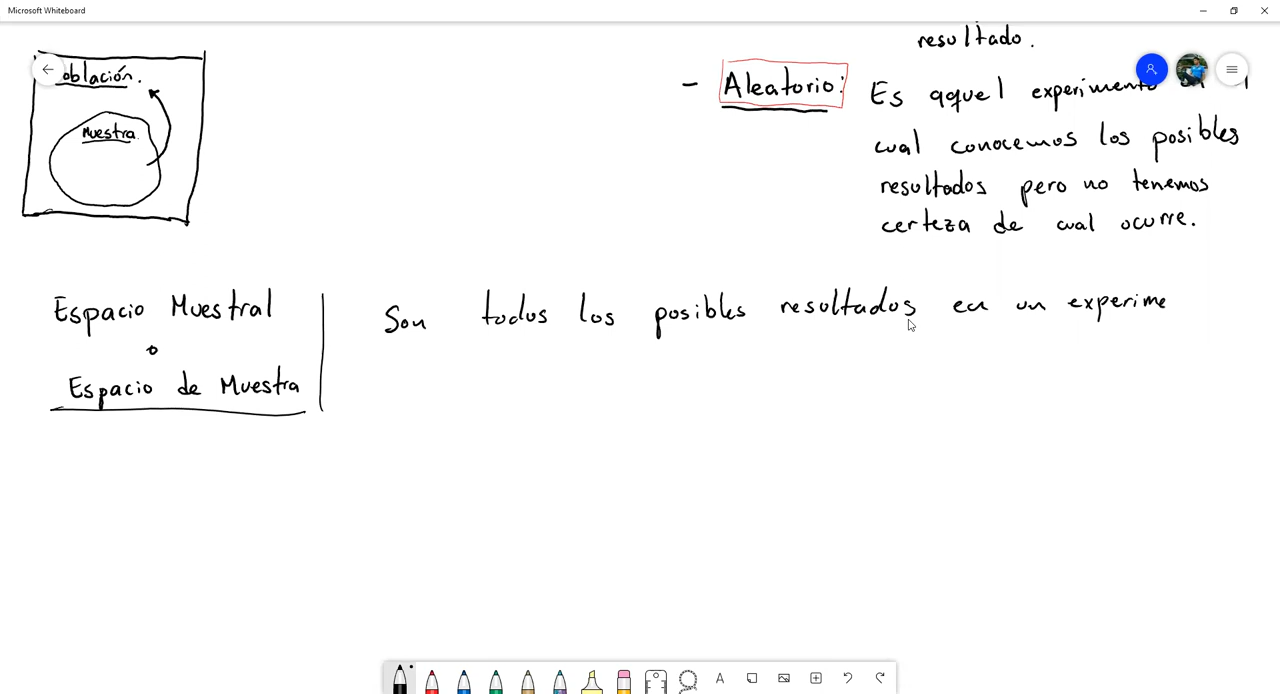 Microsoft Whiteboard
oblación.
Muestra
resultado.
- Aleatorio:
Es aquel experimento
cual conocemos los posibles
resultados pero no tenemos
certeza de cual ocurre.
Espacio Muestral
o
Espacio de Muestra
Son todos los posibles resultados en un experime
A